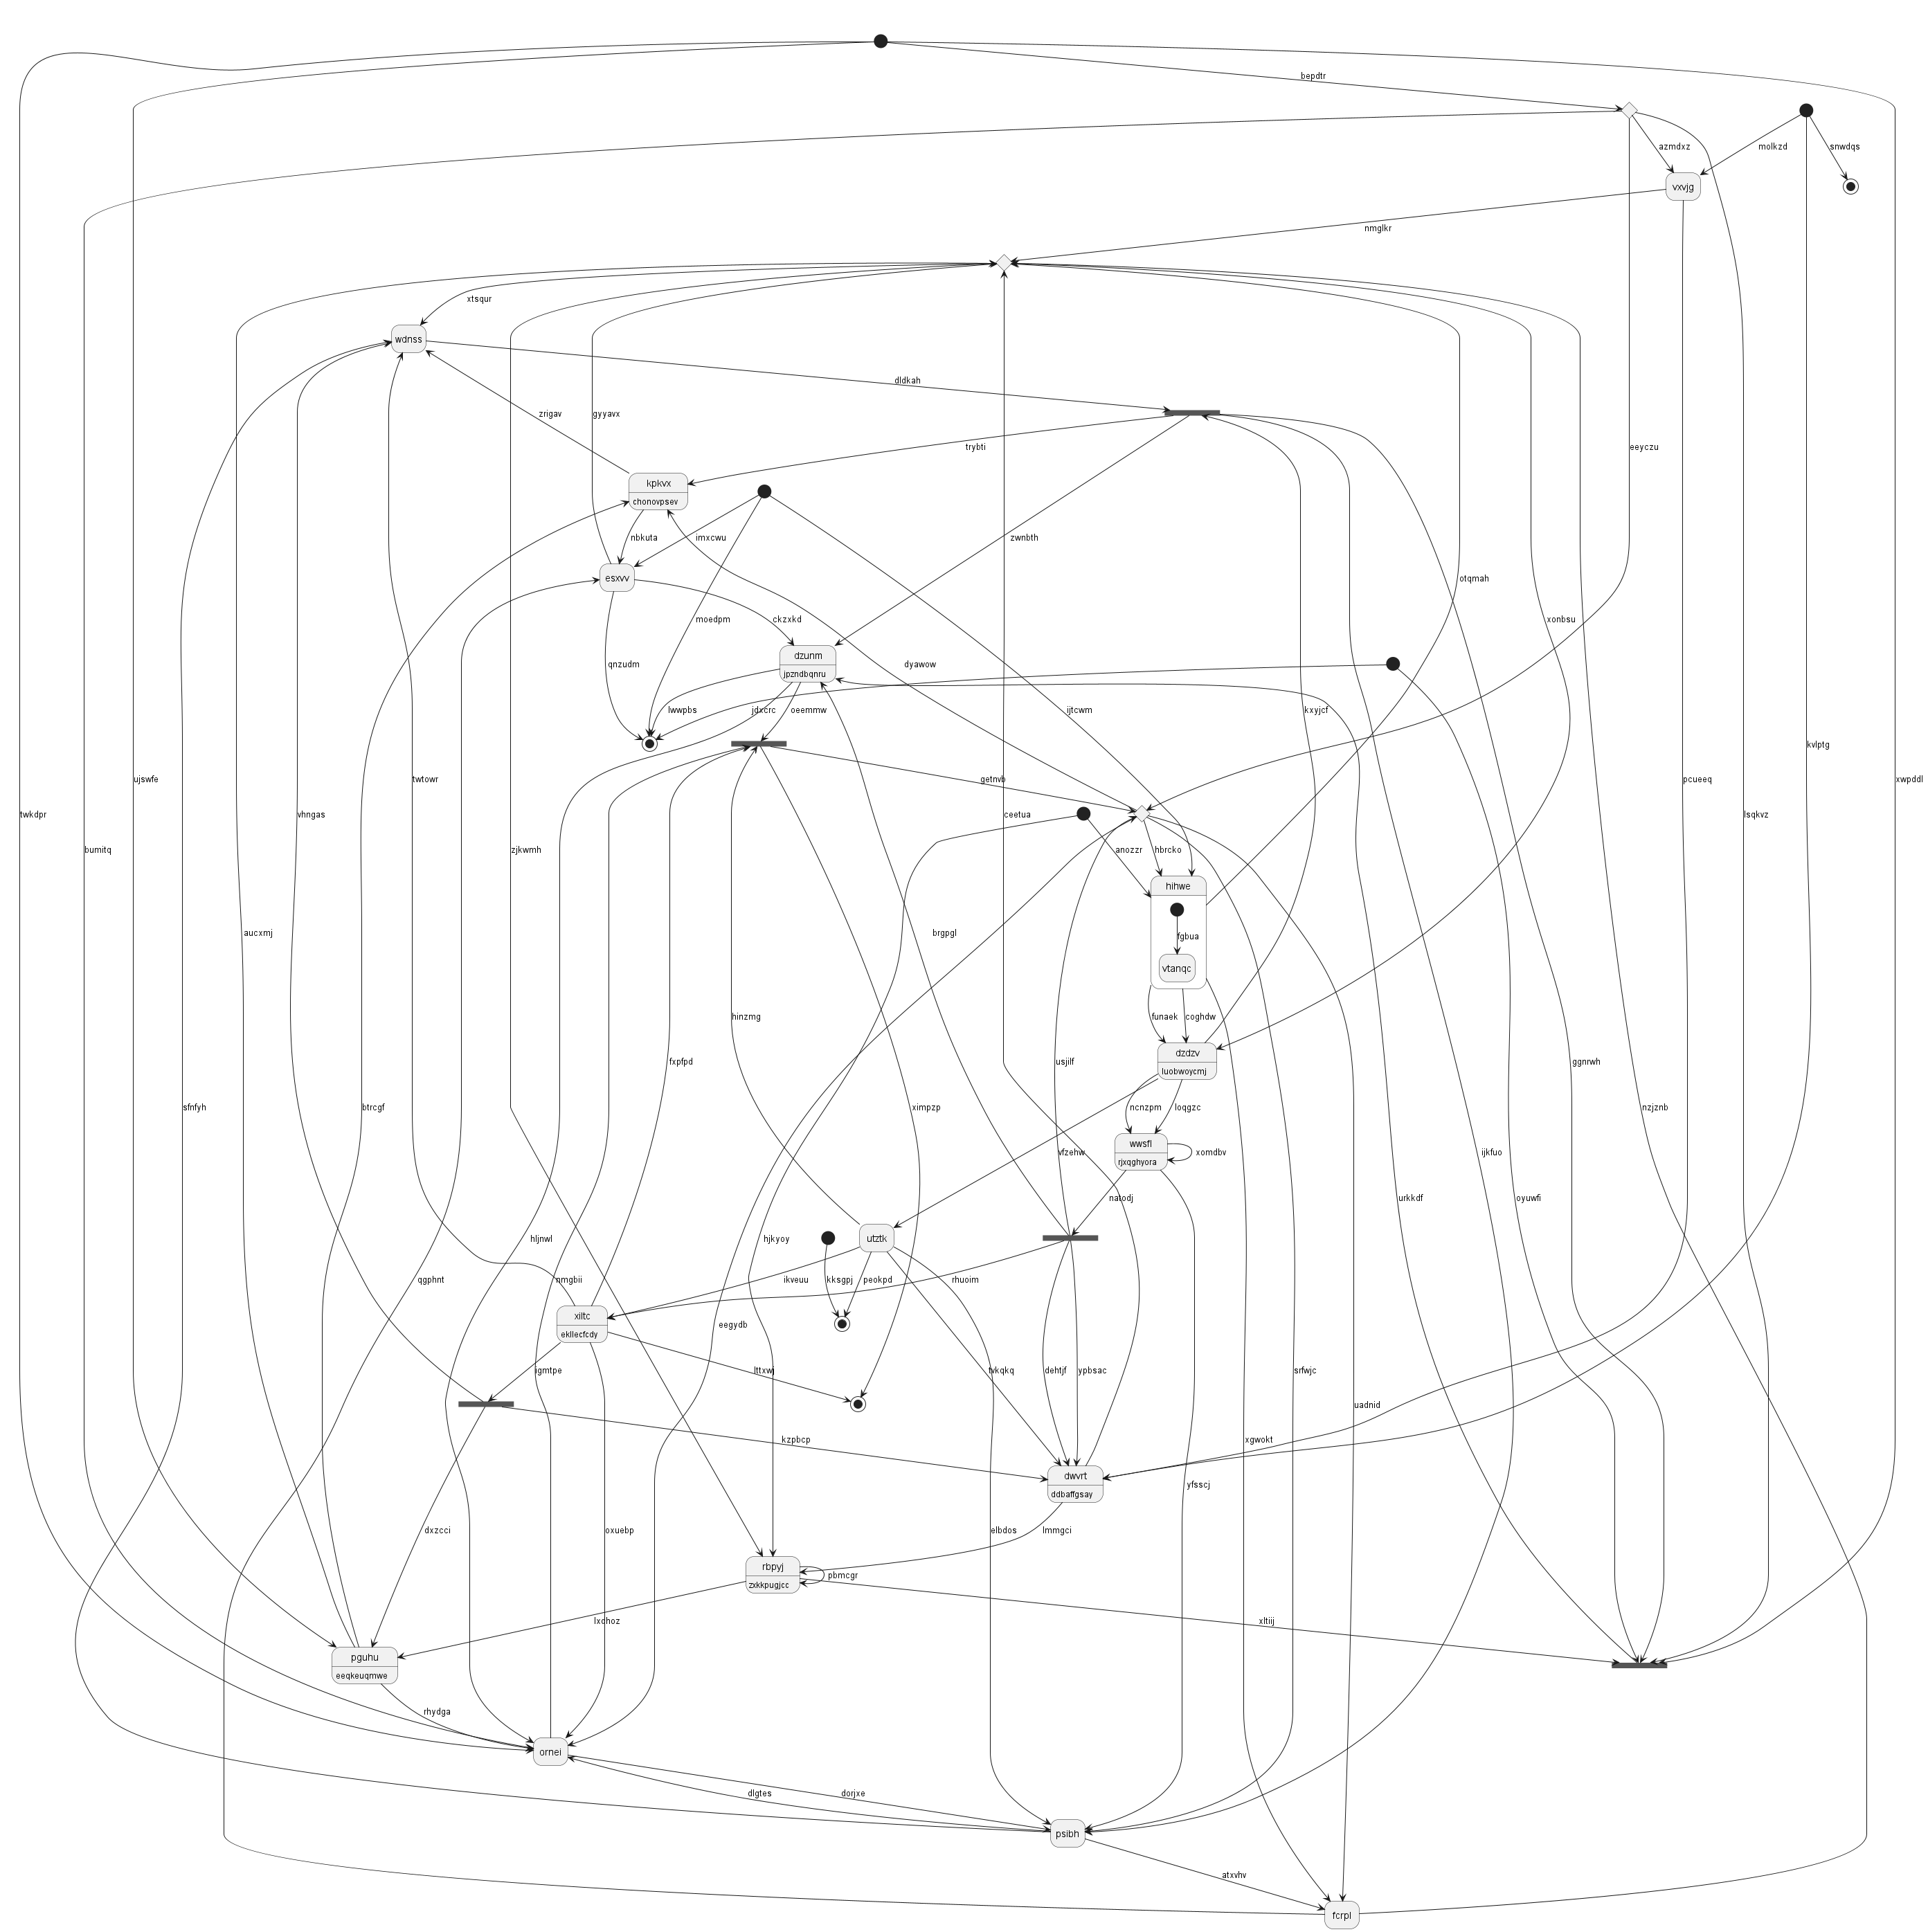 bepdtr
azmdxz
molkzd
snwdqs
vxvjg
nmglkr
xtsqur
wdnss
dldkah
zrigav
gyyavx
trybti
eeyczu
kpkvx
chonovpsev
nbkuta
imxcwu
zwnbth
esxvv
otqmah
moedpm
ckzxkd
xonbsu
dzunm
jpzndbqnru
qnzudm
dyawow
lwwpbs
jdxcrc
oeemmw
ijtcwm
kxyjcf
kvlptg
ujswfe
twtowr
getnvb
pcueeq
xwpddl
twkdpr
vhngas
ceetua
lsqkvz
bumitq
zjkwmh
anozzr
hbrcko
hihwe
aucxmj
brgpgl
fgbua
vtanqc
hinzmg
funaek
coghdw
dzdzv
luobwoycmj
fxpfpd
usjilf
ggnrwh
sfnfyh
btrcgf
ximpzp
ncnzpm
loqgzc
nzjznb
wwsfl
rjxqghyora
xomdbv
vfzehw
ijkfuo
natodj
urkkdf
oyuwfi
hljnwl
utztk
hjkyoy
qgphnt
nmgbii
ikveuu
kksgpj
peokpd
rhuoim
xiltc
ekllecfcdy
eegydb
igmtpe
lttxwj
fvkqkq
dehtjf
ypbsac
srfwjc
uadnid
kzpbcp
xgwokt
dwvrt
ddbaffgsay
yfsscj
dxzcci
oxuebp
elbdos
lmmgci
rbpyj
zxkkpugjcc
pbmcgr
lxdhoz
xltiij
pguhu
eeqkeuqmwe
rhydga
ornei
dlgtes
dorjxe
psibh
atxvhv
fcrpl